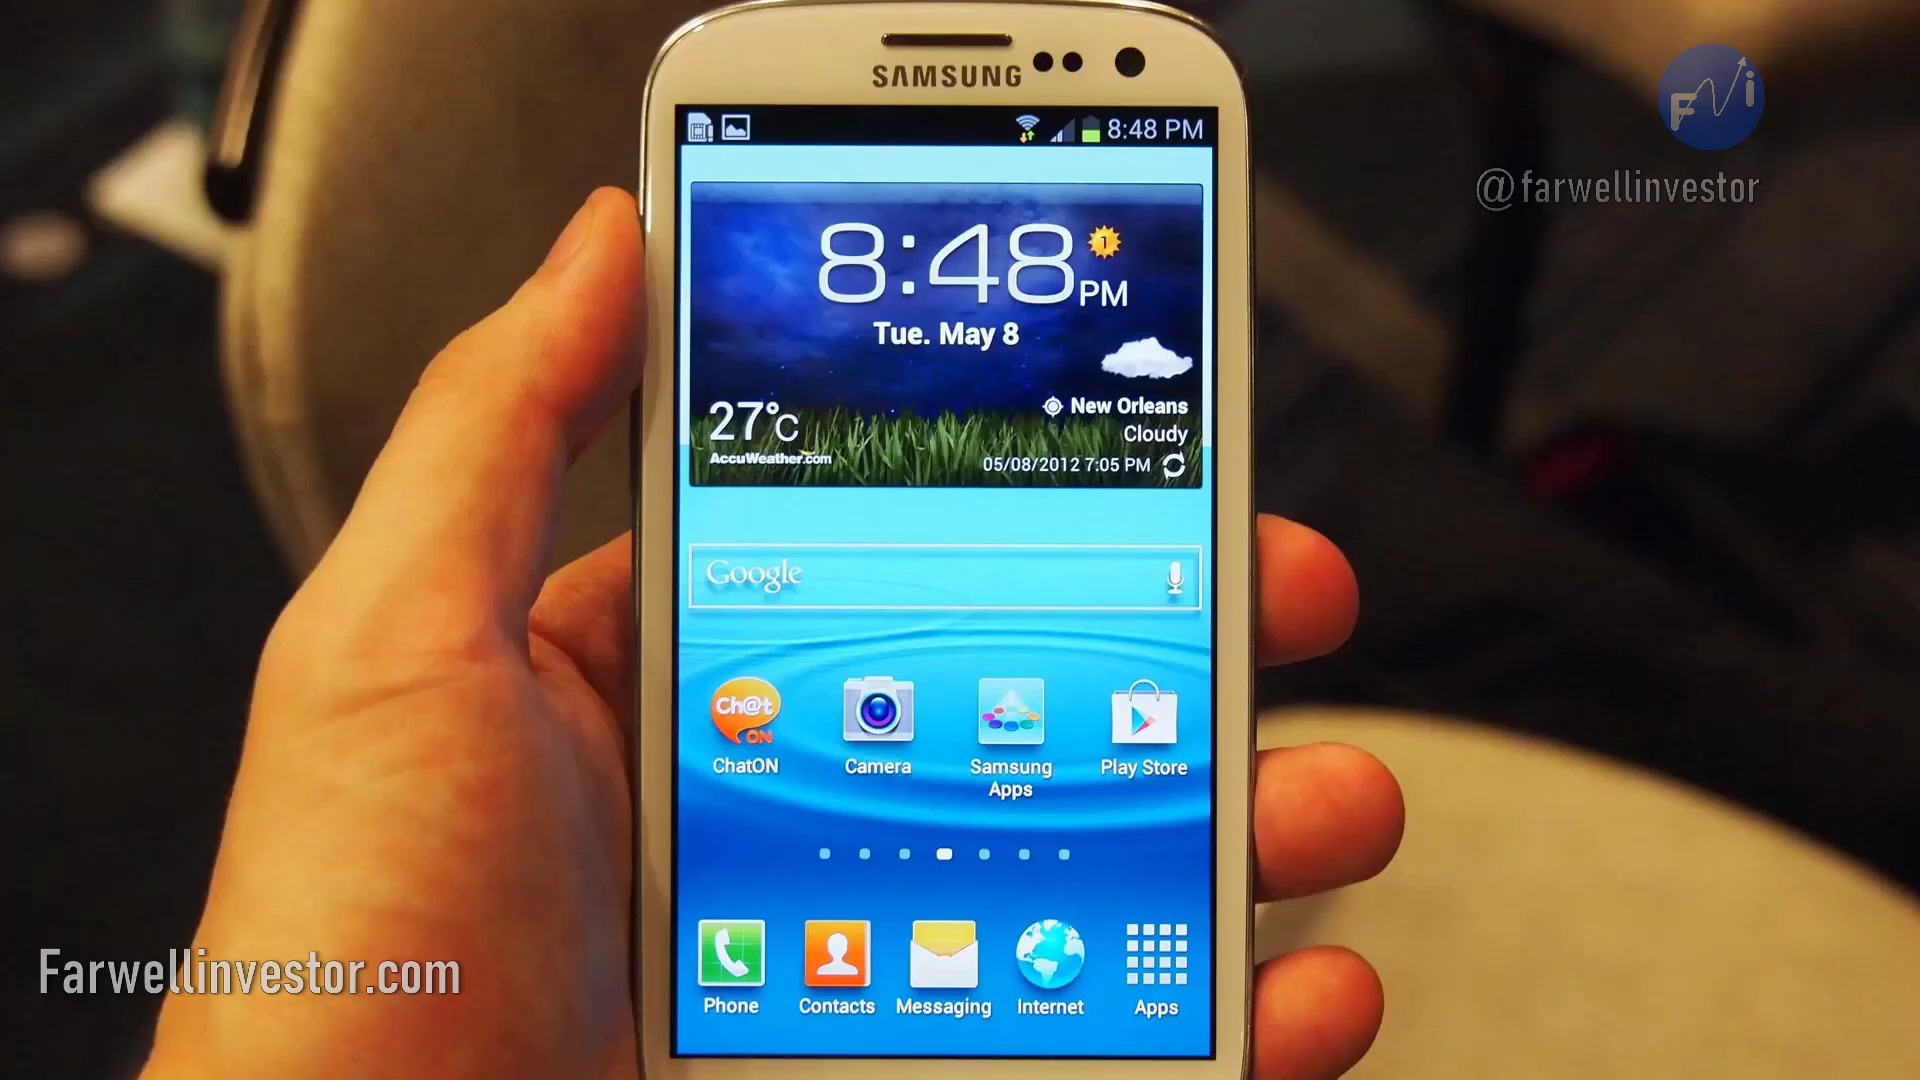 SAMSUNG
8:48 PM
FVi
@farwellinvestor
8:48 PM
1
Tue. May 8
27°C
New Orleans
Cloudy
AccuWeather.com
05/08/2012 7:05 PM
Google
Ch@t
ON
ChatON
Camera
Samsung
Apps
Play Store
Farwellinvestor.com
Phone
Contacts
Messaging
Internet
Apps